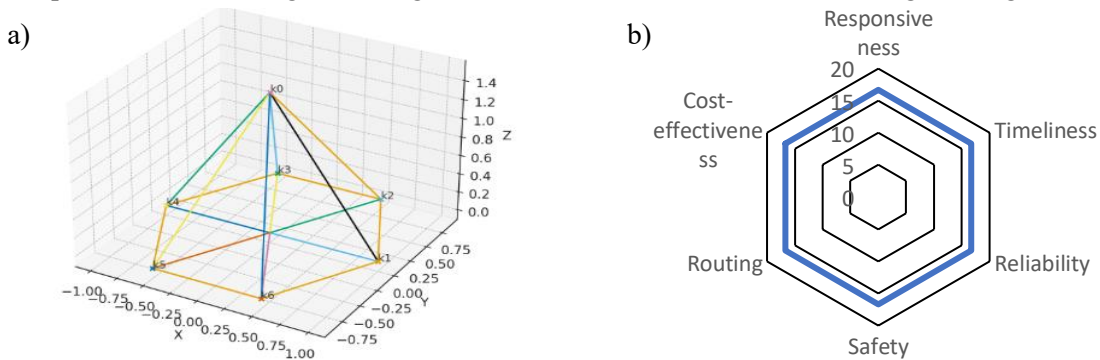 a)
k0
k3
k4
k2
k1
k5
k6
1.4
1.2
1.0
0.8
0.6
0.4
0.2
0.0
Z
−1.00
−0.75
−0.50
−0.25
0.00
0.25
0.50
0.75
1.00
X
0.75
0.50
0.25
0.00
−0.25
−0.50
−0.75
Y
b)
Responsive
ness
20
15
10
5
0
Cost-
effectivene
ss
Timeliness
Routing
Reliability
Safety